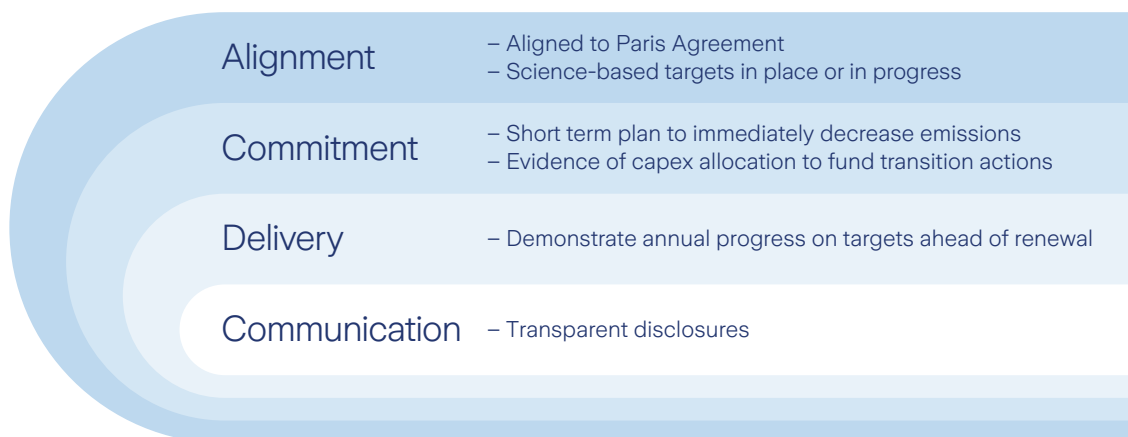 Alignment
– Aligned to Paris Agreement
– Science-based targets in place or in progress
Commitment
– Short term plan to immediately decrease emissions
– Evidence of capex allocation to fund transition actions
Delivery
– Demonstrate annual progress on targets ahead of renewal
Communication
– Transparent disclosures